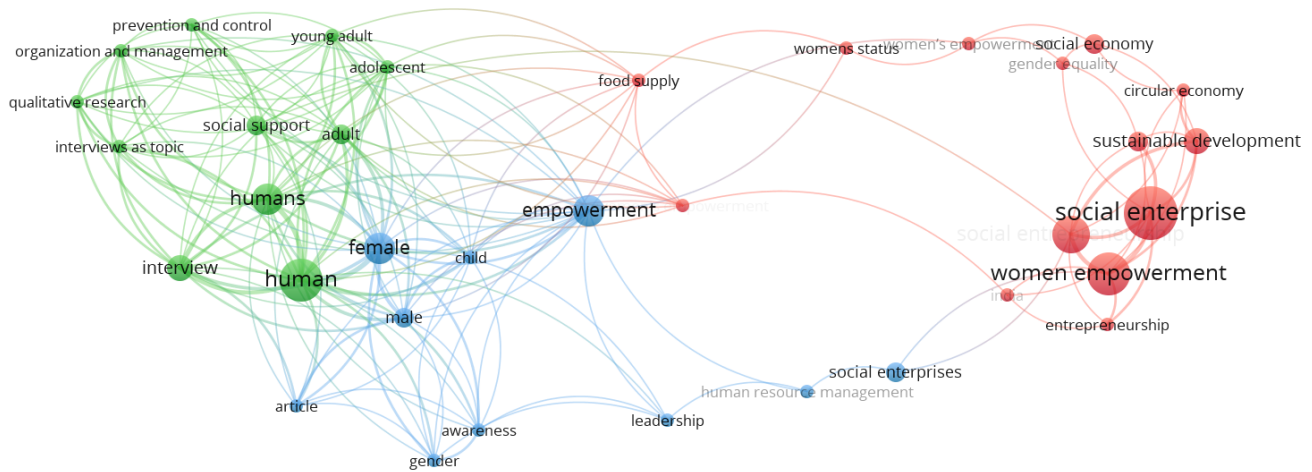 prevention and control
young adult
organization and management
womens status
women's empowerment
social economy
gender equality
adolescent
food supply
circular economy
qualitative research
social support
adult
interviews as topic
sustainable development
humans
empowerment
empowerment
social enterprise
social entrepreneurship
female
child
interview
human
women empowerment
india
male
entrepreneurship
social enterprises
human resource management
article
leadership
awareness
gender